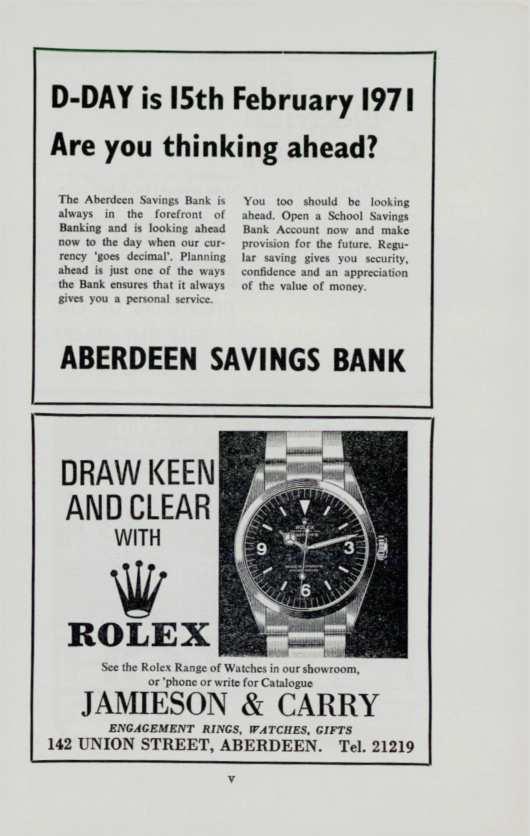 D-DAY is 15th February 1971
Are you thinking ahead?
The Aberdeen Savings Bank is
always in the forefront of
Banking and is looking ahead
now to the day when our cur-
rency 'goes decimal'. Planning
ahead is just one of the ways
the Bank ensures that it always
gives you a personal service.
You too should be looking
ahead. Open a School Savings
Bank Account now and make
provision for the future. Regu-
lar saving gives you security,
confidence and an appreciation
of the value of money.
ABERDEEN SAVINGS BANK
DRAW KEEN
AND CLEAR
WITH
ROLEX
ROLEX
9
3
6
See the Rolex Range of Watches in our showroom,
or 'phone or write for Catalogue
JAMIESON & CARRY
ENGAGEMENT RINGS, WATCHES, GIFTS
142 UNION STREET, ABERDEEN. Tel. 21219
v